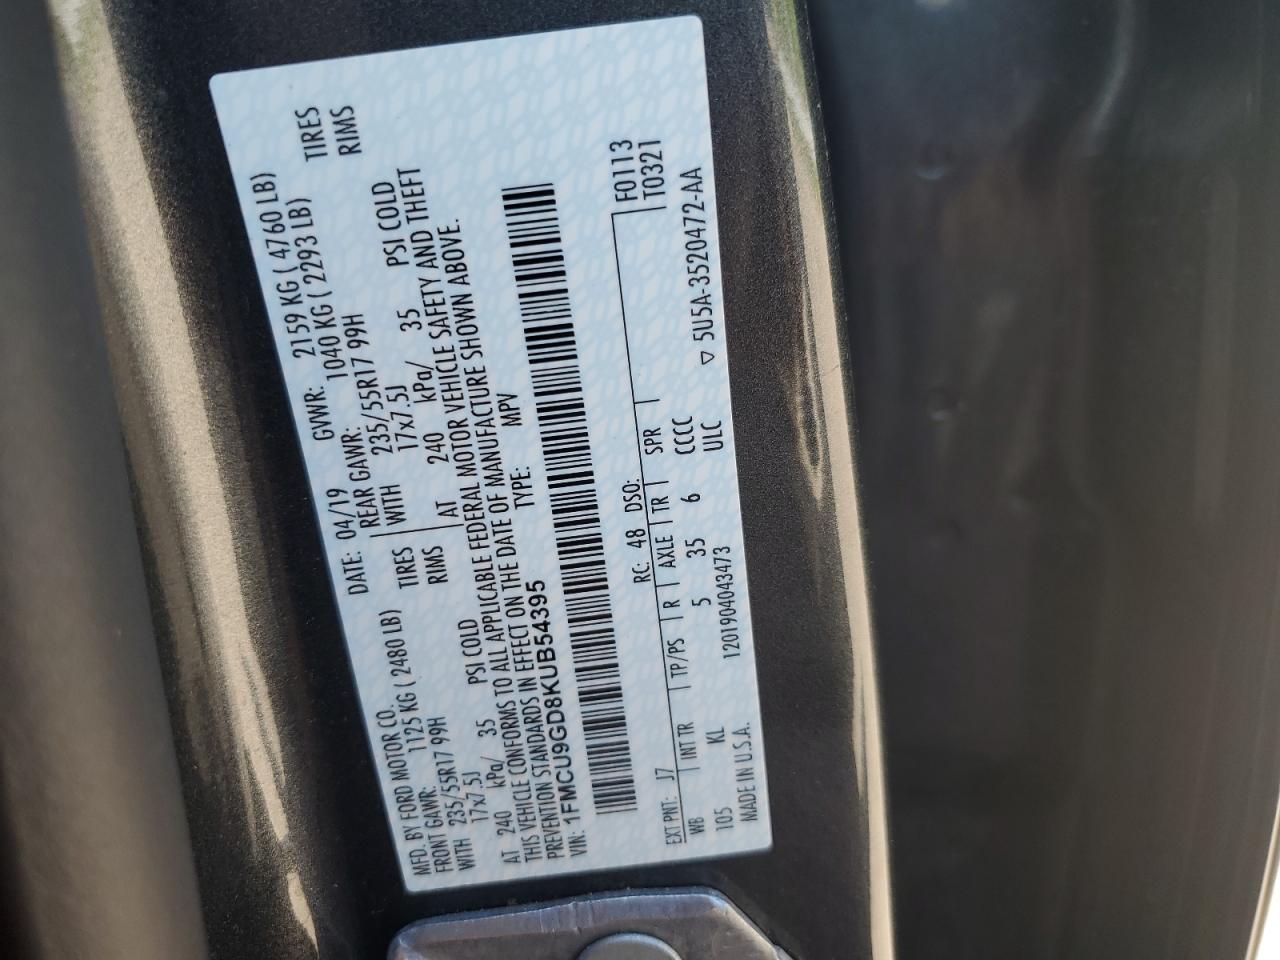 MFD. BY FORD MOTOR CO. DATE: 04/19 GVWR: 2159 KG ( 4760 LB)
FRONT GAWR: 1125 KG ( 2480 LB) REAR GAWR: 1040 KG ( 2293 LB)
WITH 235/55R17 99H TIRES WITH 235/55R17 99H TIRES
17x7.5J RIMS 17x7.5J RIMS
AT 240 kPa/ 35 PSI COLD AT 240 kPa/ 35 PSI COLD
THIS VEHICLE CONFORMS TO ALL APPLICABLE FEDERAL MOTOR VEHICLE SAFETY AND THEFT
PREVENTION STANDARDS IN EFFECT ON THE DATE OF MANUFACTURE SHOWN ABOVE.
VIN: 1FMCU9GD8KUB54395 TYPE: MPV
F0113
EXT PNT: J7 RC: 48 DSO: T0321
WB INT TR TP/PS R AXLE TR SPR
105 KL 5 35 6 CCCC
ULC
MADE IN U.S.A. 1201904043473 ▽ 5U5A-3520472-AA